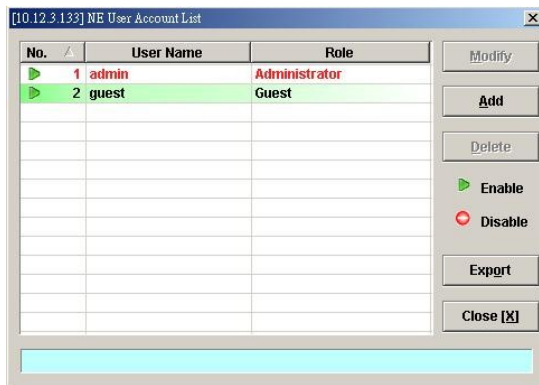 [10.12.3.133] NE User Account List
No. User Name Role
1 admin Administrator
2 guest Guest
Modify
Add
Delete
Enable
Disable
Export
Close [X]